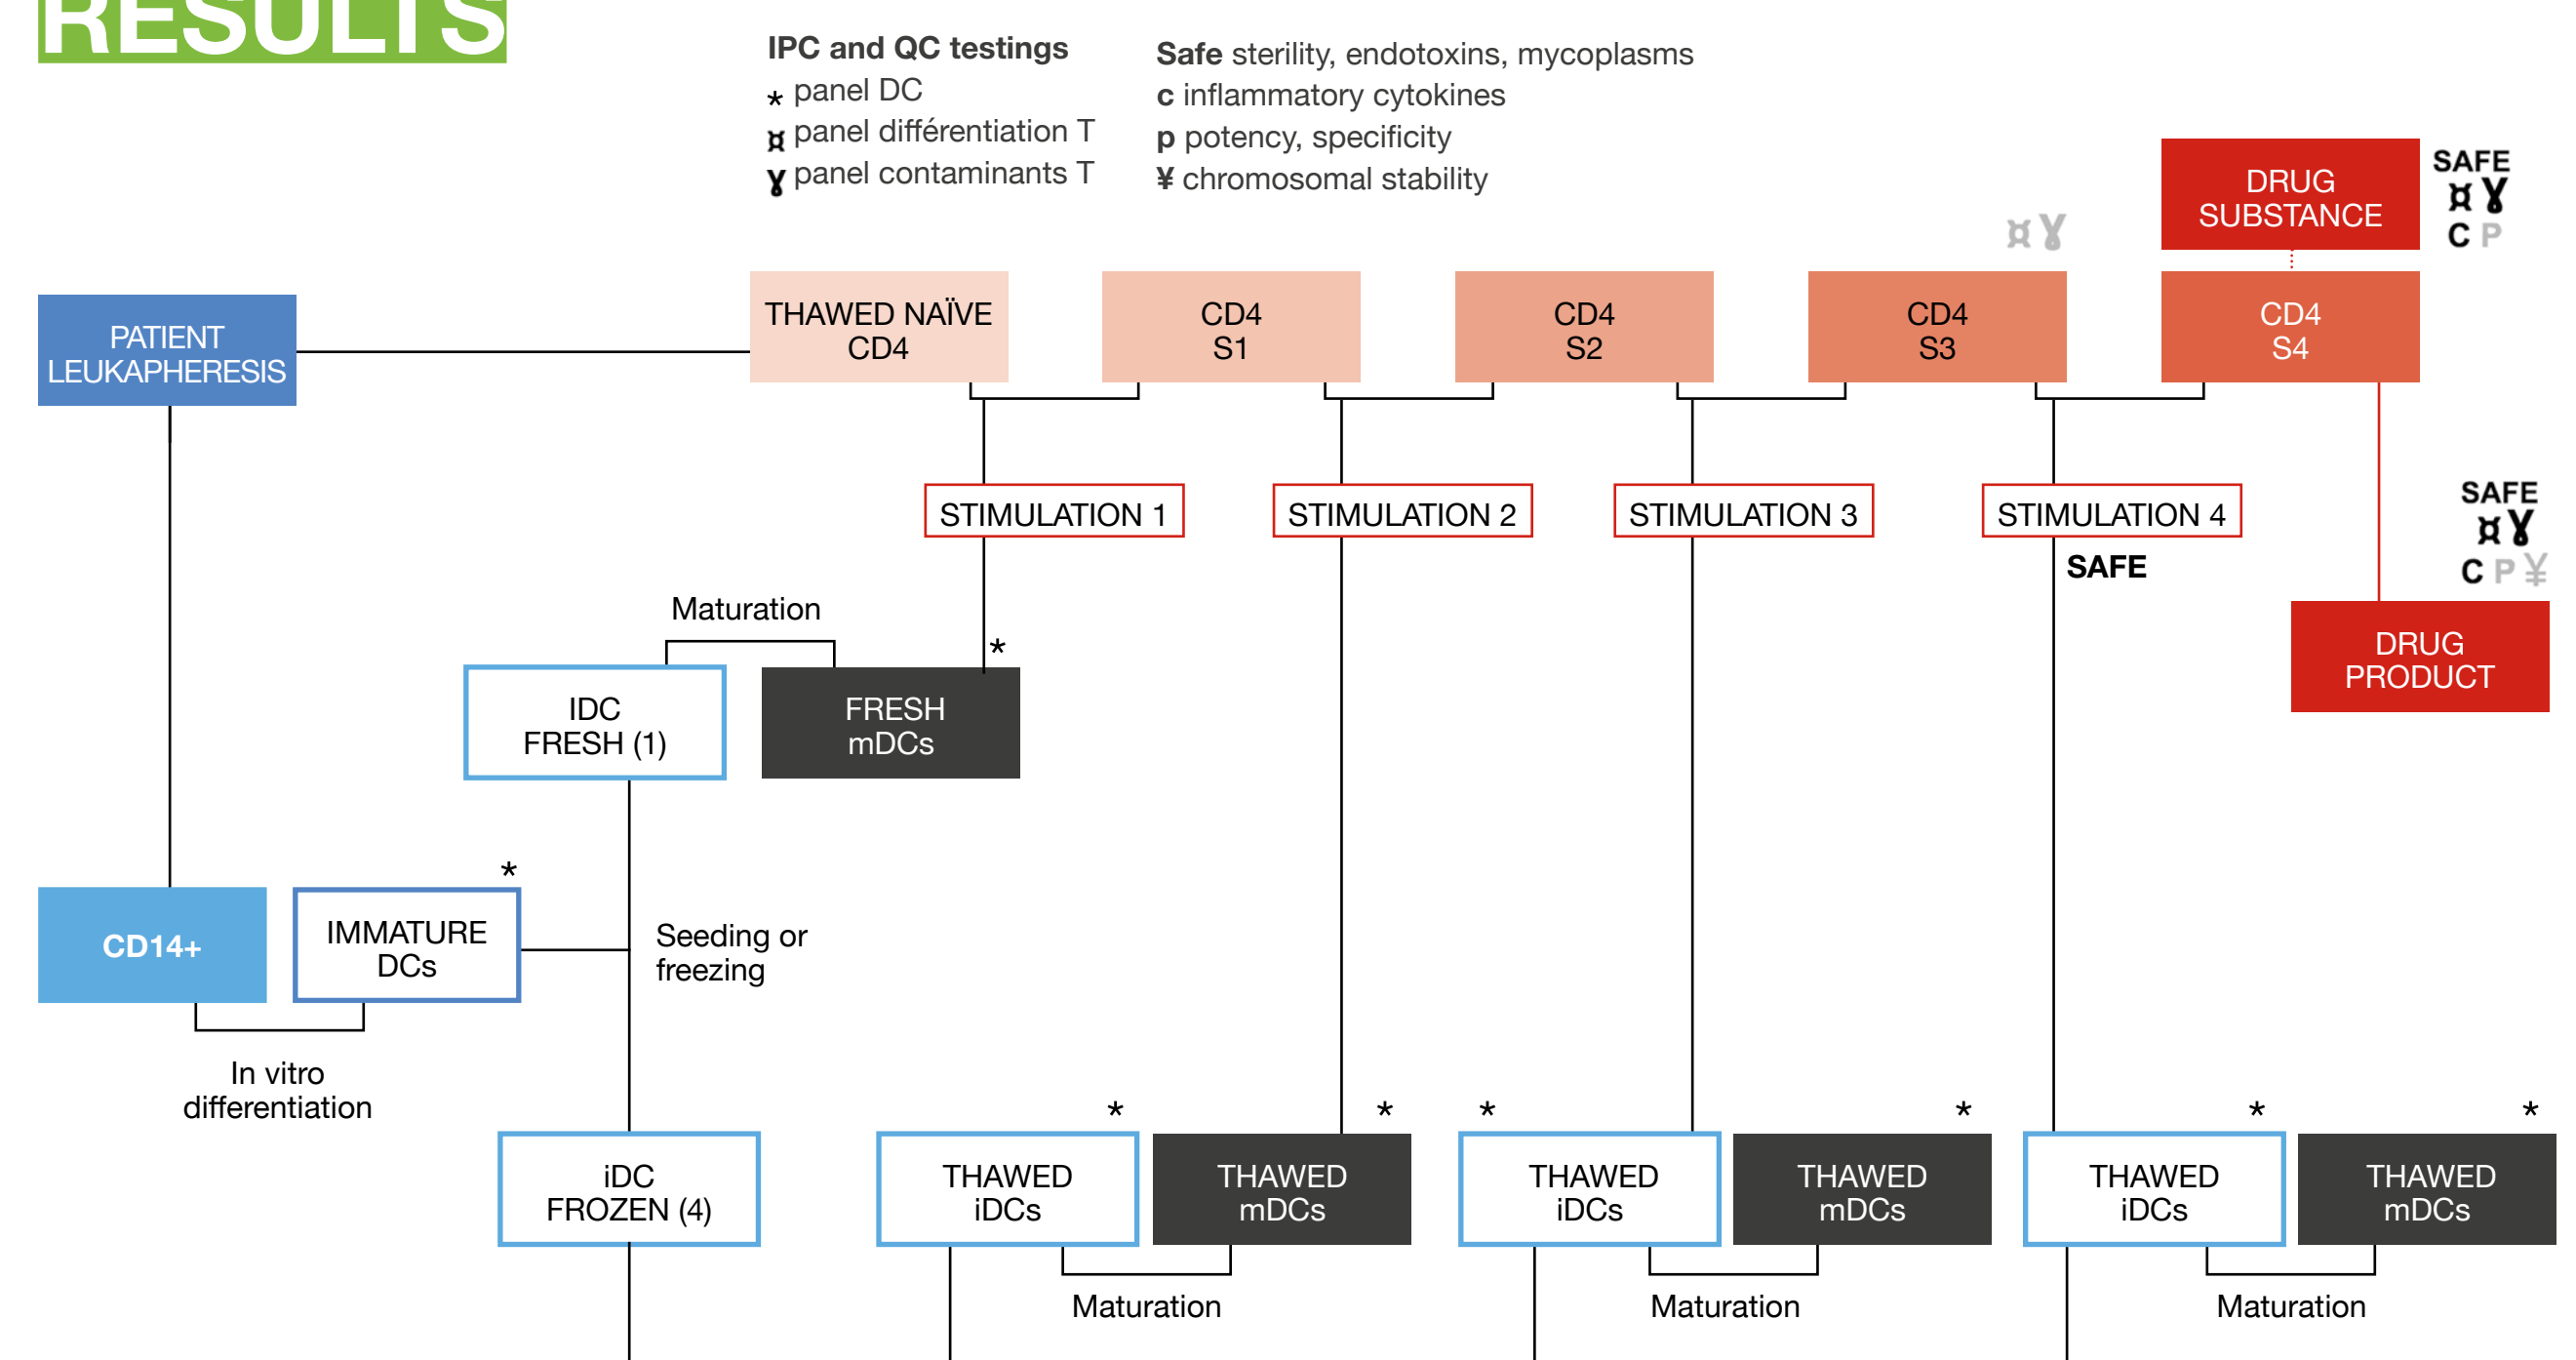 RESULTS
IPC and QC testings
* panel DC
¤ panel différentiation T
Ɣ panel contaminants T
Safe sterility, endotoxins, mycoplasms
c inflammatory cytokines
p potency, specificity
¥ chromosomal stability
DRUG
SUBSTANCE
SAFE
¤ Ɣ
C P
¤ Ɣ
PATIENT
LEUKAPHERESIS
THAWED NAÏVE
CD4
CD4
S1
CD4
S2
CD4
S3
CD4
S4
STIMULATION 1
STIMULATION 2
STIMULATION 3
STIMULATION 4
SAFE
SAFE
¤ Ɣ
C P ¥
DRUG
PRODUCT
Maturation
*
IDC
FRESH (1)
FRESH
mDCs
*
CD14+
IMMATURE
DCs
Seeding or
freezing
In vitro
differentiation
* * * * * *
iDC
FROZEN (4)
THAWED
iDCs
THAWED
mDCs
THAWED
iDCs
THAWED
mDCs
THAWED
iDCs
THAWED
mDCs
Maturation
Maturation
Maturation